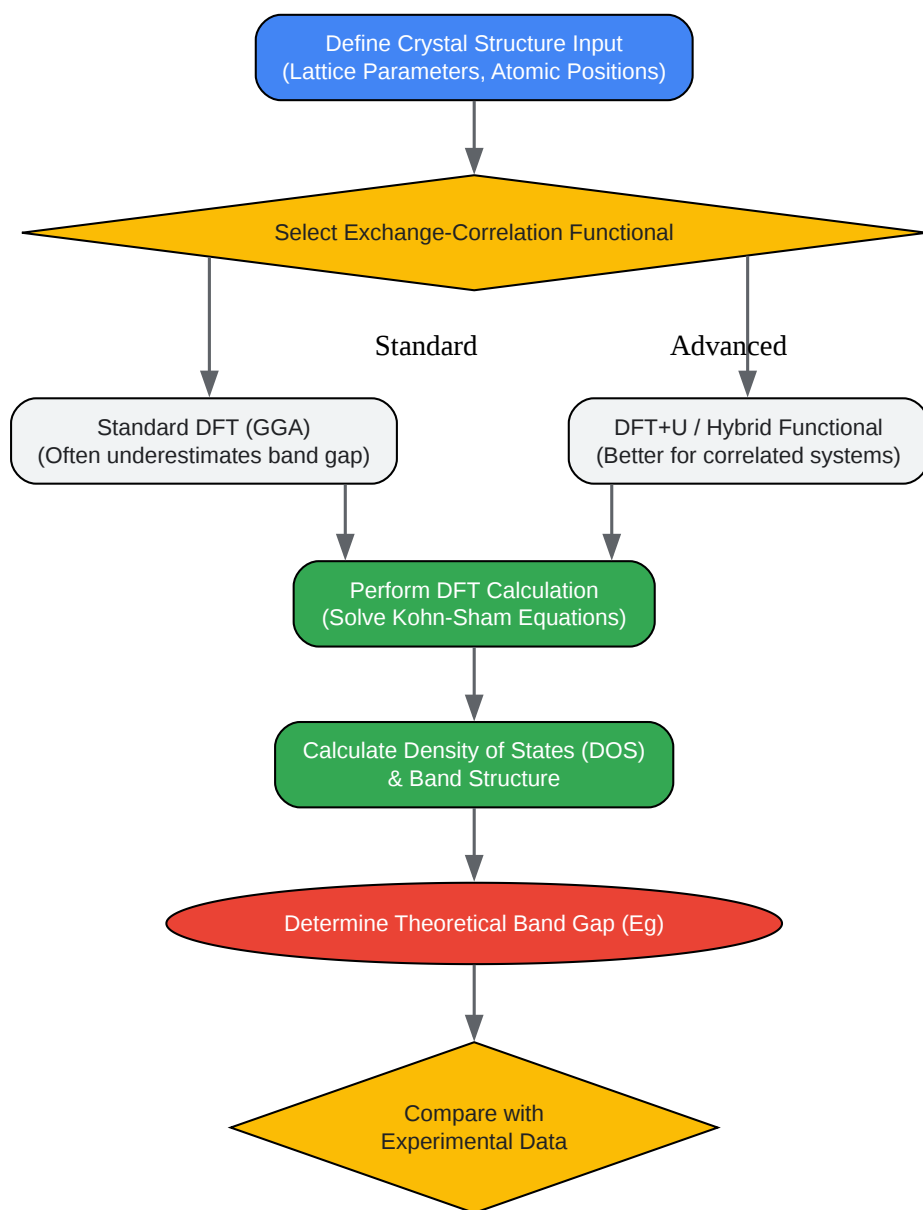 Define Crystal Structure Input
(Lattice Parameters, Atomic Positions)
Select Exchange-Correlation Functional
Standard
Advanced
Standard DFT (GGA)
(Often underestimates band gap)
DFT+U / Hybrid Functional
(Better for correlated systems)
Perform DFT Calculation
(Solve Kohn-Sham Equations)
Calculate Density of States (DOS)
& Band Structure
Determine Theoretical Band Gap (Eg)
Compare with
Experimental Data